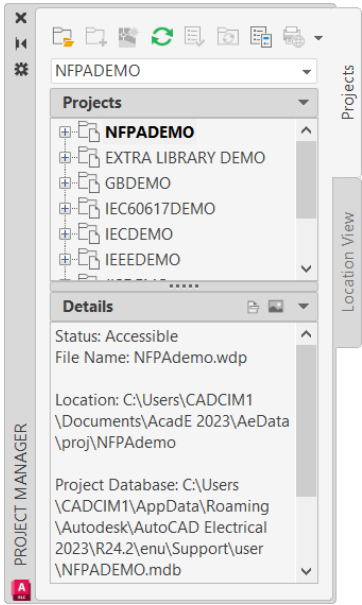 NFPADEMO
Projects
NFPADEMO
EXTRA LIBRARY DEMO
GBDEMO
IEC60617DEMO
IECDEMO
IEEEDEMO
Details
Status: Accessible
File Name: NFPAdemo.wdp
Location: C:\Users\CADCIM1
\Documents\AcadE 2023\AeData
\proj\NFPAdemo
Project Database: C:\Users
\CADCIM1\AppData\Roaming
\Autodesk\AutoCAD Electrical
2023\R24.2\enu\Support\user
\NFPADEMO.mdb
Projects
Location View
PROJECT MANAGER
A